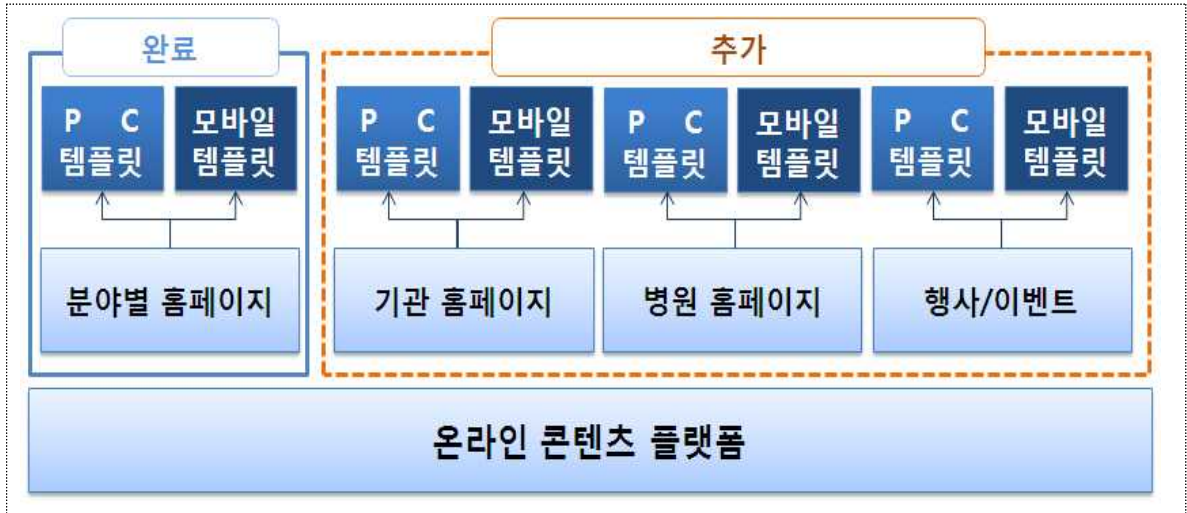 완료
추가
P C
템플릿
모바일
템플릿
P C
템플릿
모바일
템플릿
P C
템플릿
모바일
템플릿
P C
템플릿
모바일
템플릿
분야별 홈페이지
기관 홈페이지
병원 홈페이지
행사/이벤트
온라인 콘텐츠 플랫폼